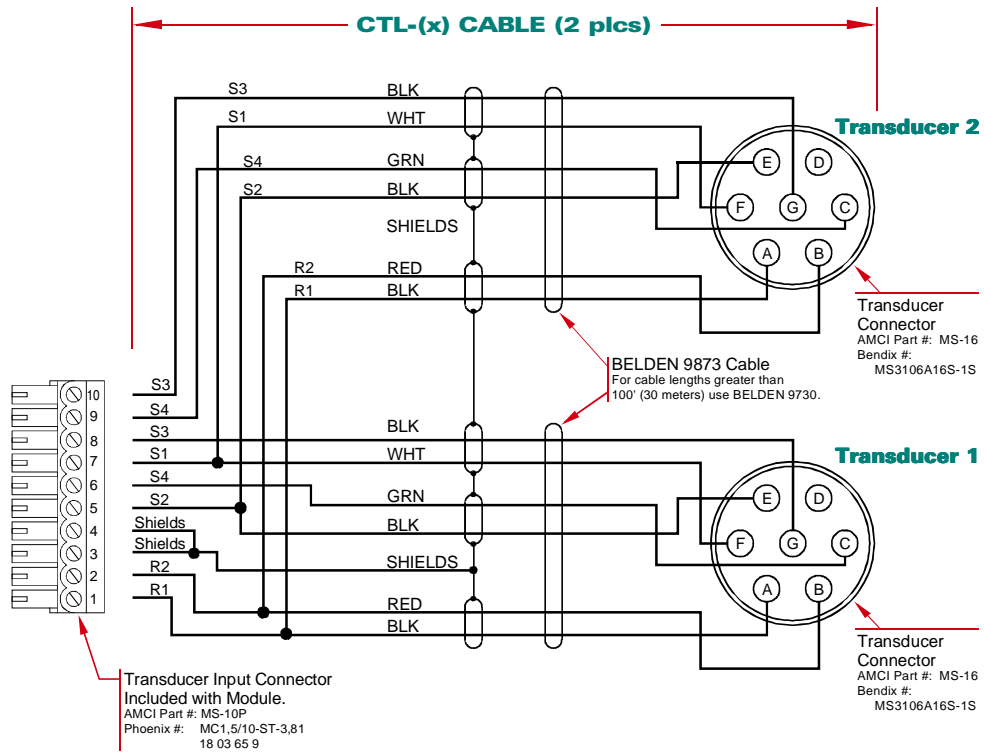 CTL-(x) CABLE (2 plcs)
S3 BLK
S1 WHT
Transducer 2
S4 GRN
E D
S2 BLK
F G C
SHIELDS
A B
R2 RED
R1 BLK
Transducer
Connector
AMCI Part #: MS-16
Bendix #:
MS3106A16S-1S
BELDEN 9873 Cable
For cable lengths greater than
100' (30 meters) use BELDEN 9730.
10 S3
9 S4
8 S3 BLK
7 S1 WHT
Transducer 1
6 S4 GRN
E D
5 S2 BLK
4 Shields
F G C
3 Shields SHIELDS
2 R2 RED
A B
1 R1 BLK
Transducer
Connector
AMCI Part #: MS-16
Bendix #:
MS3106A16S-1S
Transducer Input Connector
Included with Module.
AMCI Part #: MS-10P
Phoenix #: MC1,5/10-ST-3,81
18 03 65 9